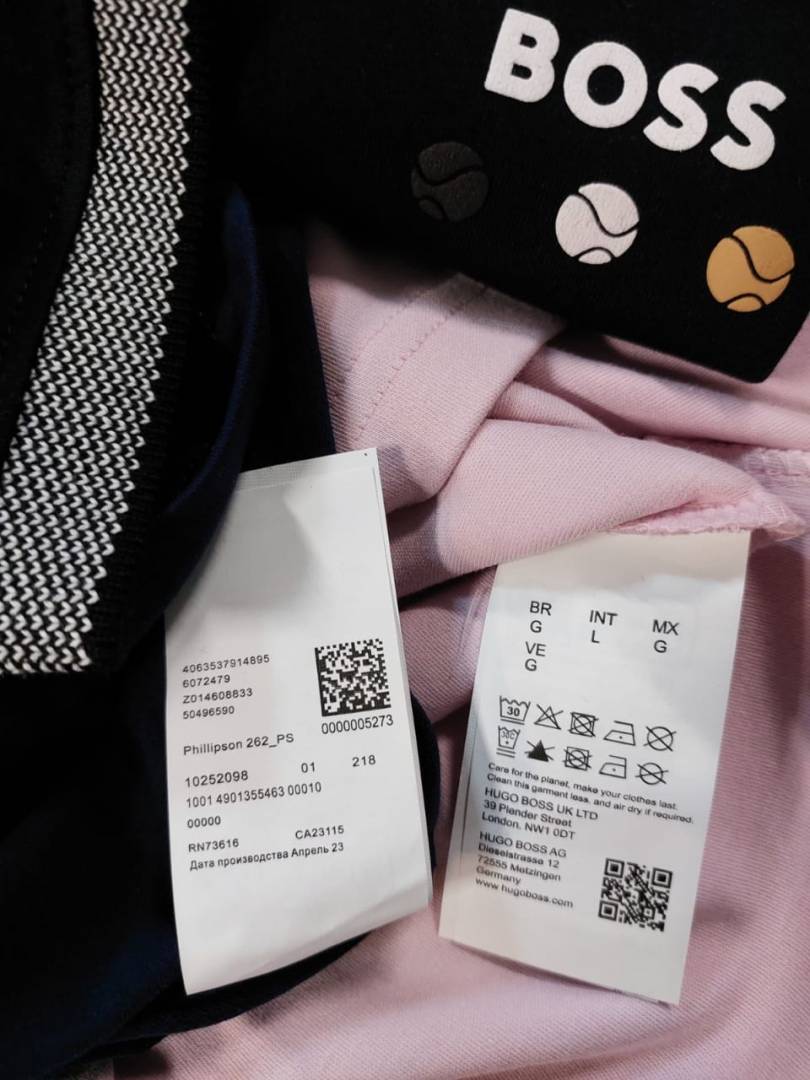 BOSS
4063537914895
6072479
Z014608833
50496590
0000005273
Phillipson 262_PS
10252098 01 218
1001 4901355463 00010
00000
RN73616 CA23115
Дата производства Апрель 23
BR INT MX
G L G
VE
G
30
Care for the planet, make your clothes last.
Clean this garment less, and air dry if required.
HUGO BOSS UK LTD
39 Plender Street
London, NW1 0DT
HUGO BOSS AG
Dieselstrasse 12
72555 Metzingen
Germany
www.hugoboss.com